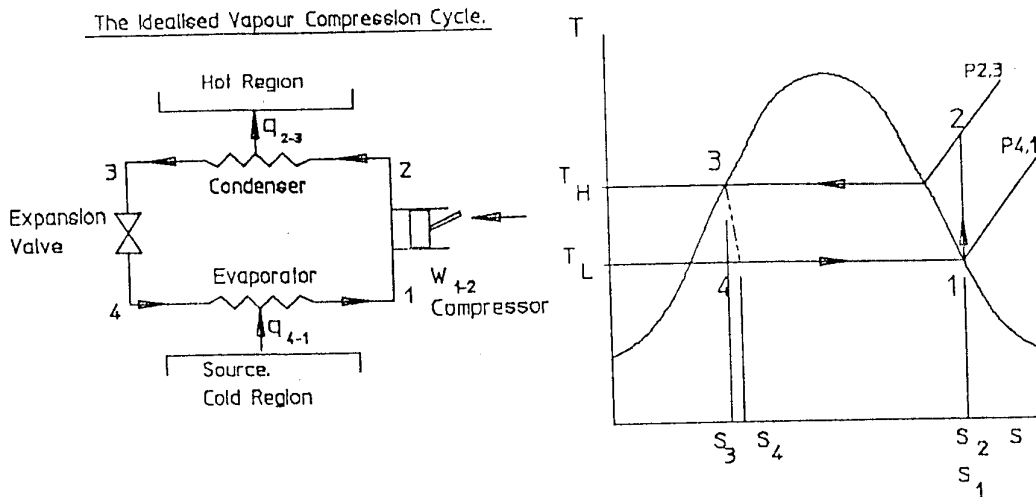 The Idealised Vapour Compression Cycle.
Hot Region
q2-3
3
2
Condenser
Expansion
Valve
Evaporator
4
1
W1-2
Compressor
q4-1
Source.
Cold Region
T
P2,3
2
P4,1
3
TH
TL
4
1
S3 S4 S2 S
S1